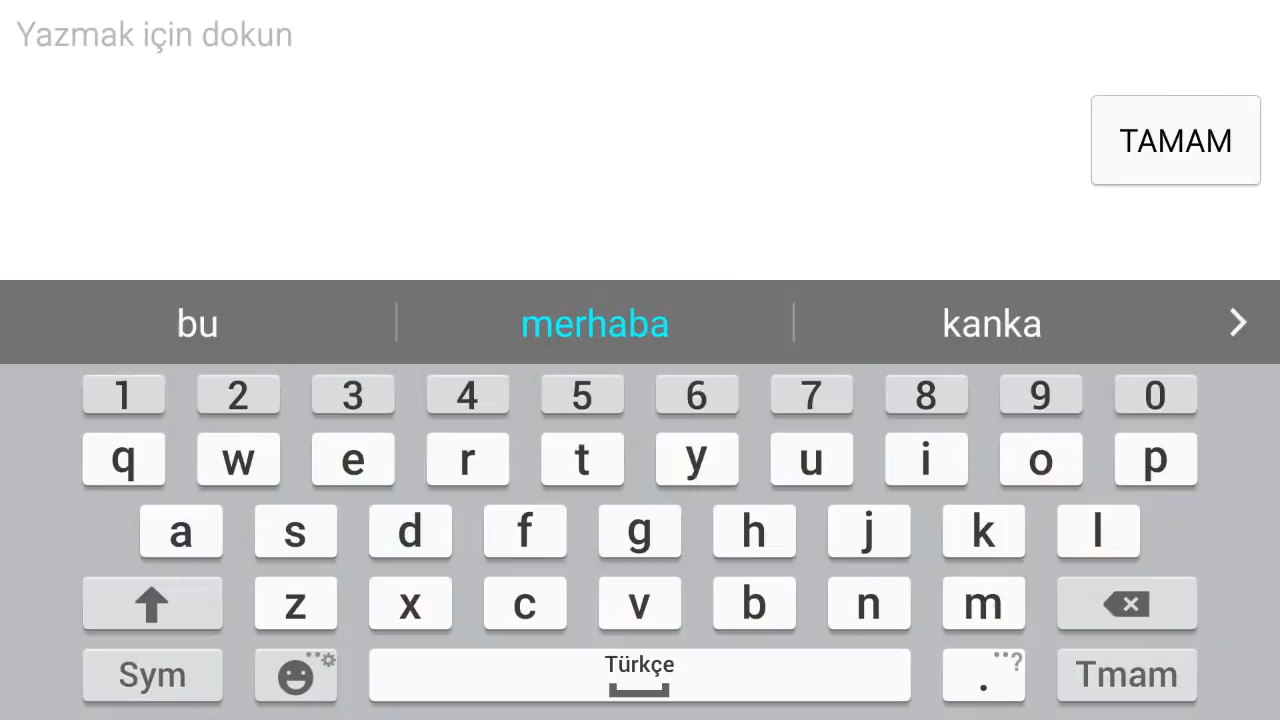 Yazmak için dokun
TAMAM
bu merhaba kanka
1 2 3 4 5 6 7 8 9 0
q w e r t y u i o p
a s d f g h j k l
z x c v b n m
Sym Türkçe . ..? Tmam